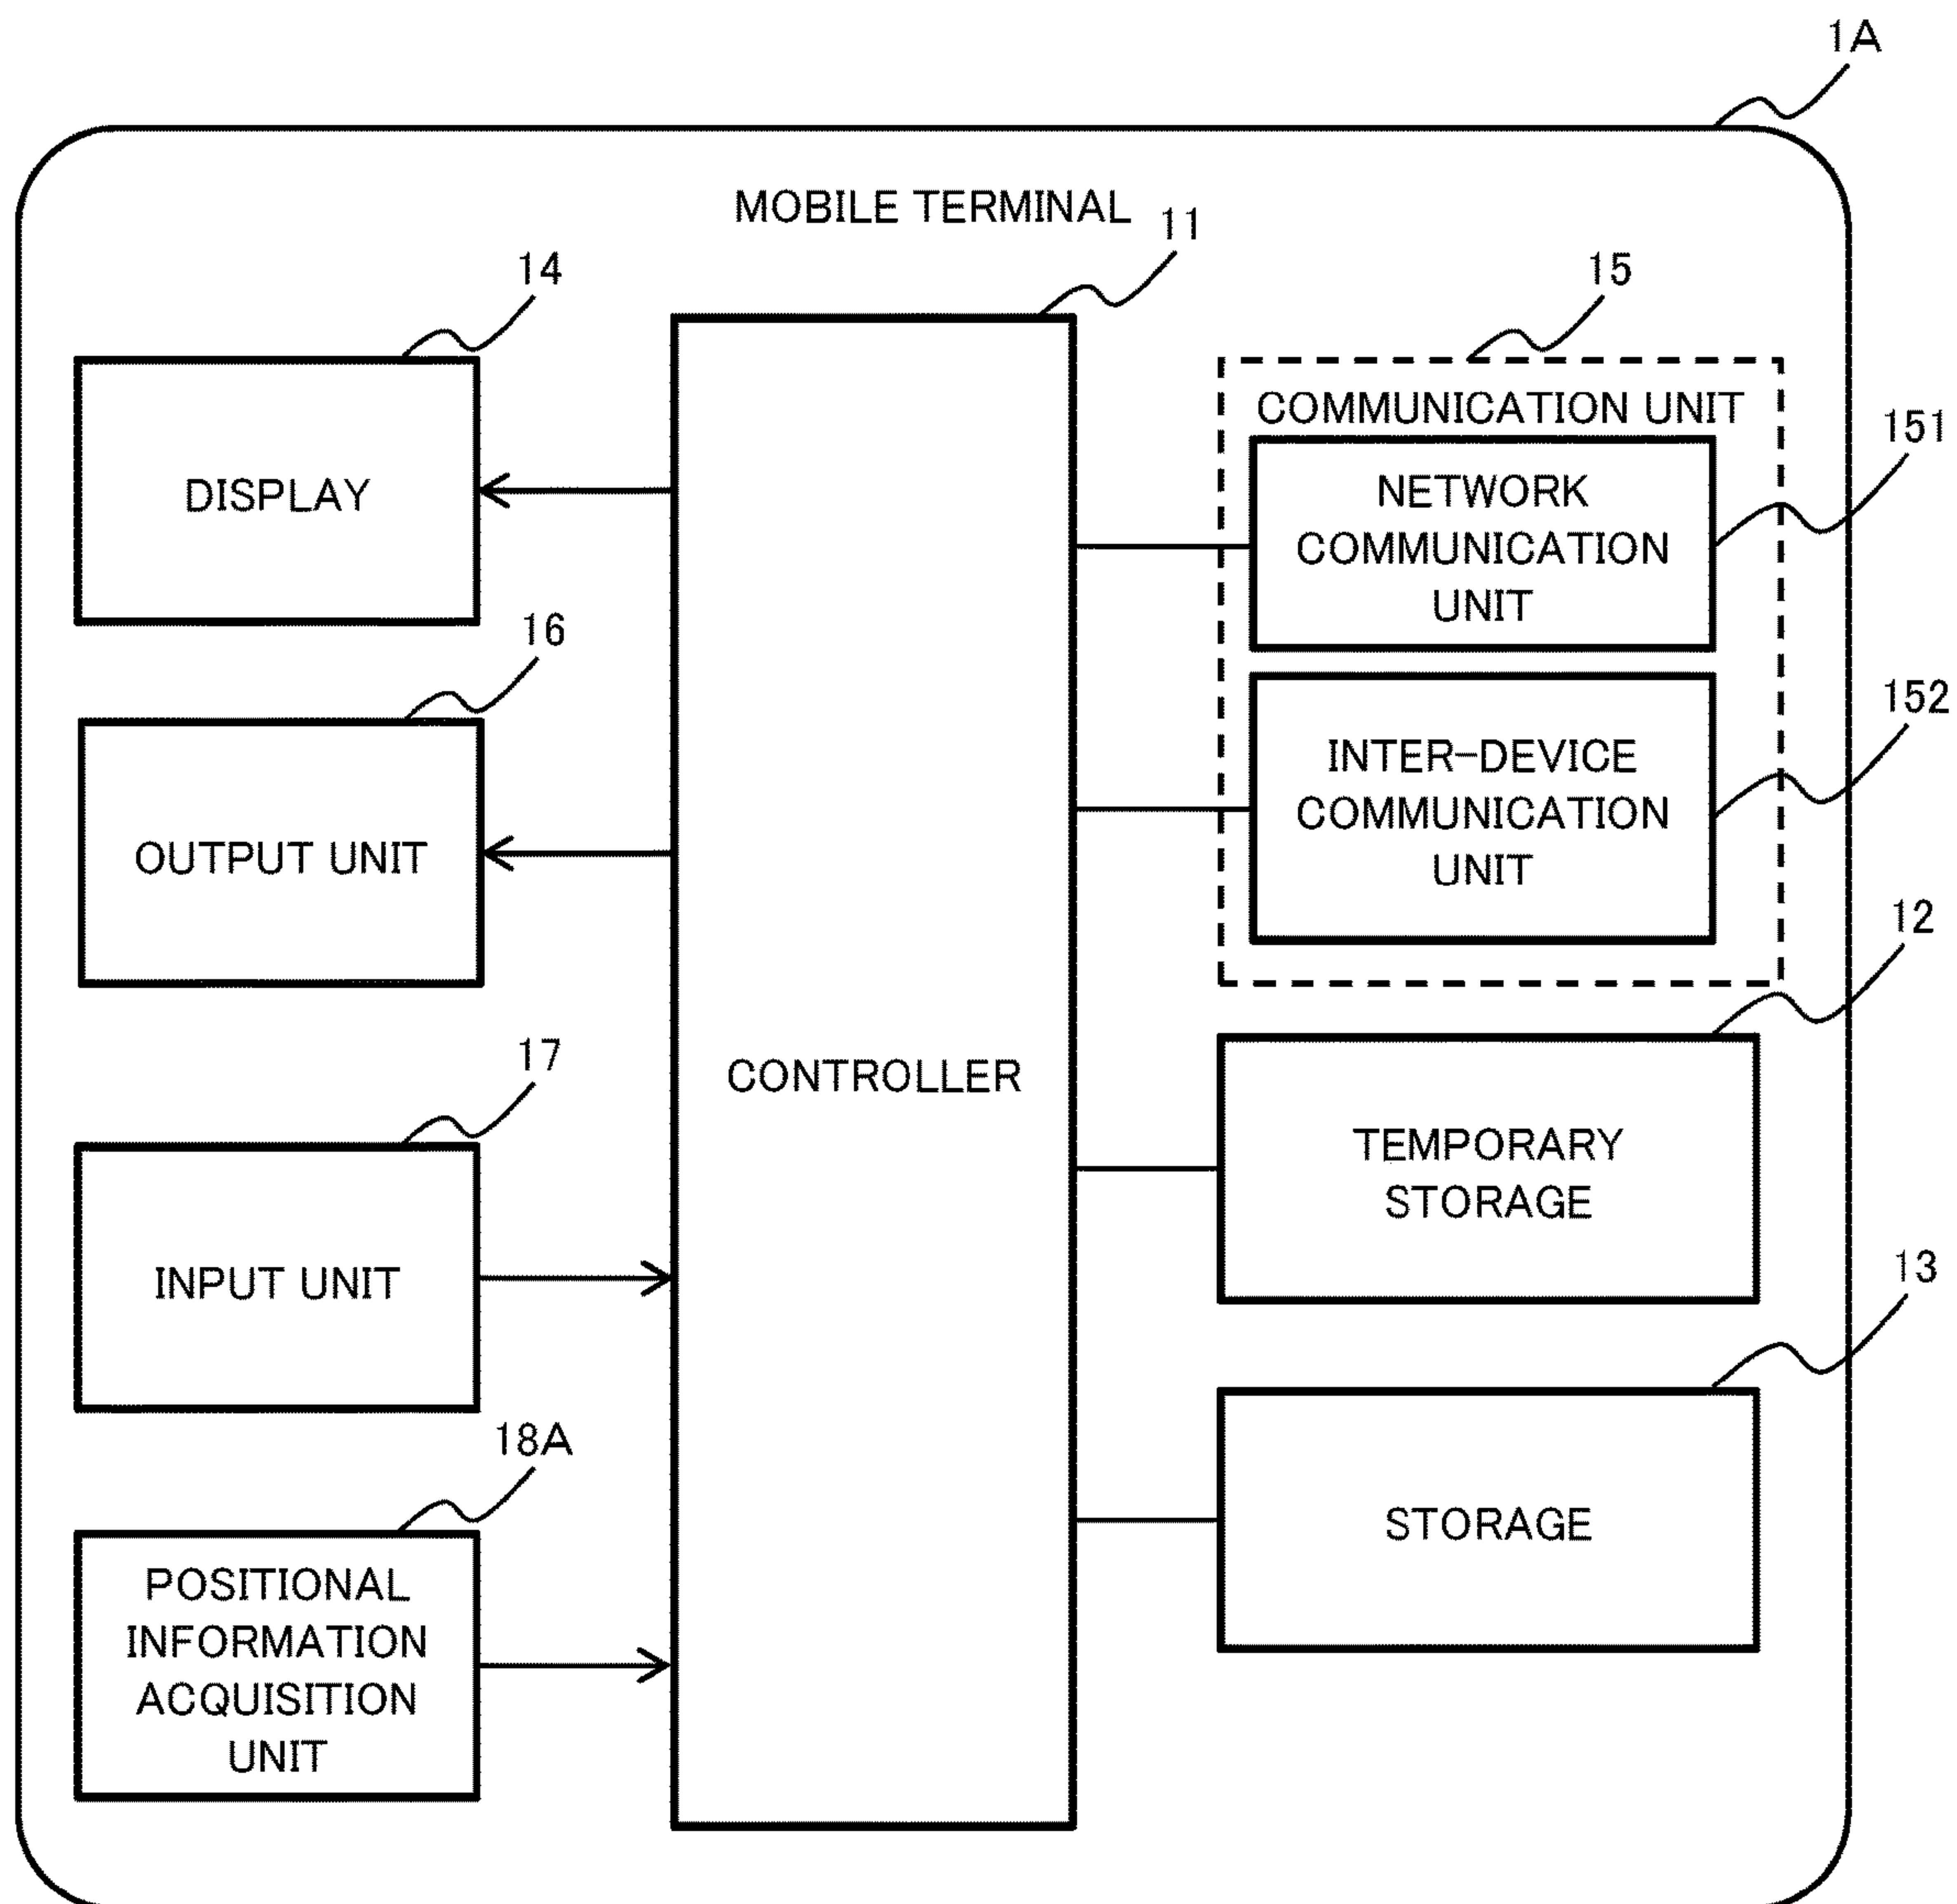 1A
MOBILE TERMINAL
11
14
15
DISPLAY
COMMUNICATION UNIT
151
NETWORK
COMMUNICATION
UNIT
16
OUTPUT UNIT
152
INTER-DEVICE
COMMUNICATION
UNIT
12
17
CONTROLLER
INPUT UNIT
TEMPORARY
STORAGE
13
18A
POSITIONAL
INFORMATION
ACQUISITION
UNIT
STORAGE